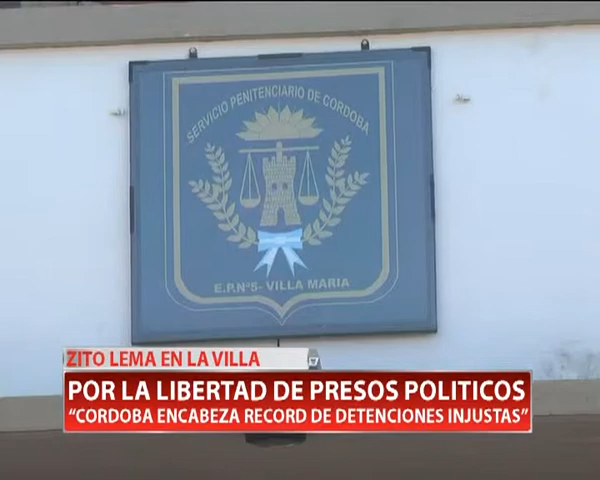 SERVICIO PENITENCIARIO DE CORDOBA
E.P.Nº5 - VILLA MARIA
ZITO LEMA EN LA VILLA
POR LA LIBERTAD DE PRESOS POLITICOS
“CORDOBA ENCABEZA RECORD DE DETENCIONES INJUSTAS”